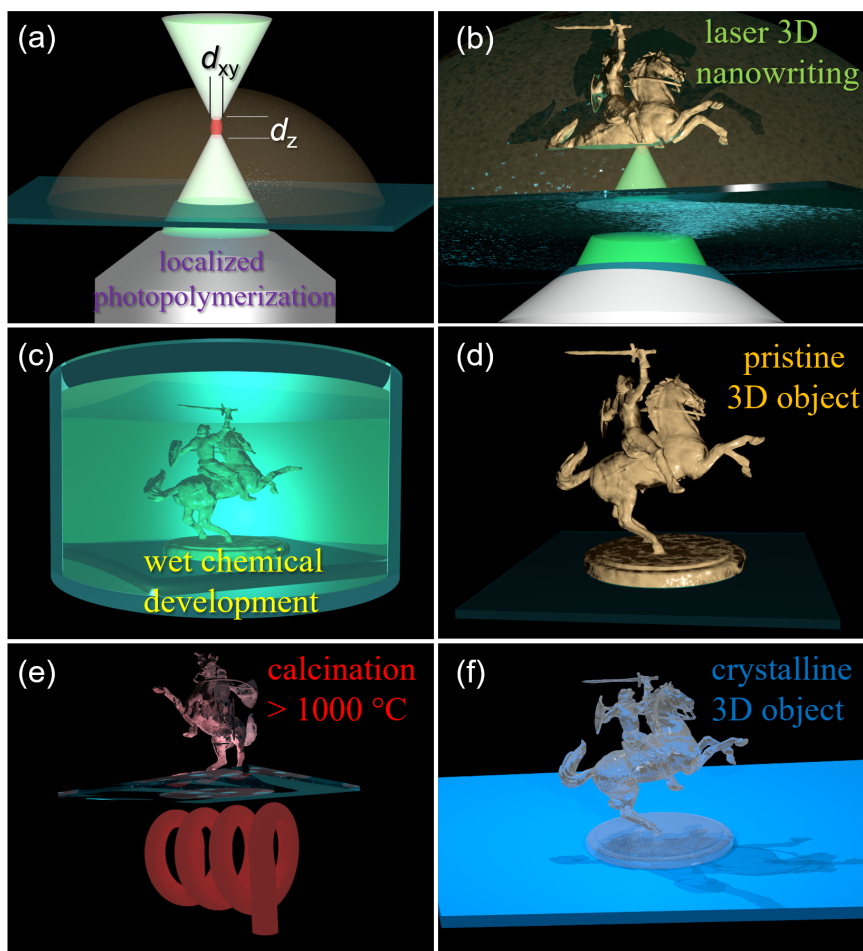 (a)
dxy
dz
localized
photopolymerization
(b)
laser 3D
nanowriting
(c)
wet chemical
development
(d)
pristine
3D object
(e)
calcination
> 1000 °C
(f)
crystalline
3D object